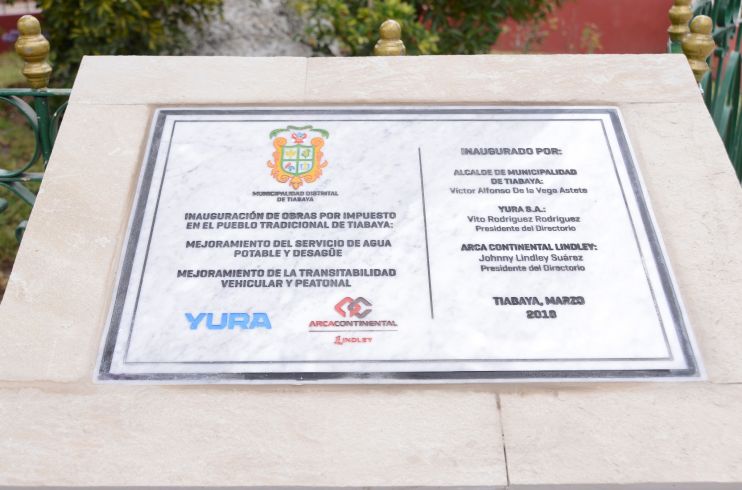 MUNICIPALIDAD DISTRITAL
DE TIABAYA
INAUGURACIÓN DE OBRAS POR IMPUESTO
EN EL PUEBLO TRADICIONAL DE TIABAYA:
MEJORAMIENTO DEL SERVICIO DE AGUA
POTABLE Y DESAGÜE
MEJORAMIENTO DE LA TRANSITABILIDAD
VEHICULAR Y PEATONAL
YURA
ARCACONTINENTAL
LINDLEY
INAUGURADO POR:
ALCALDE DE MUNICIPALIDAD
DE TIABAYA:
Víctor Alfonso De la Vega Astete
YURA S.A.:
Vito Rodríguez Rodríguez
Presidente del Directorio
ARCA CONTINENTAL LINDLEY:
Johnny Lindley Suárez
Presidente del Directorio
TIABAYA, MARZO
2018